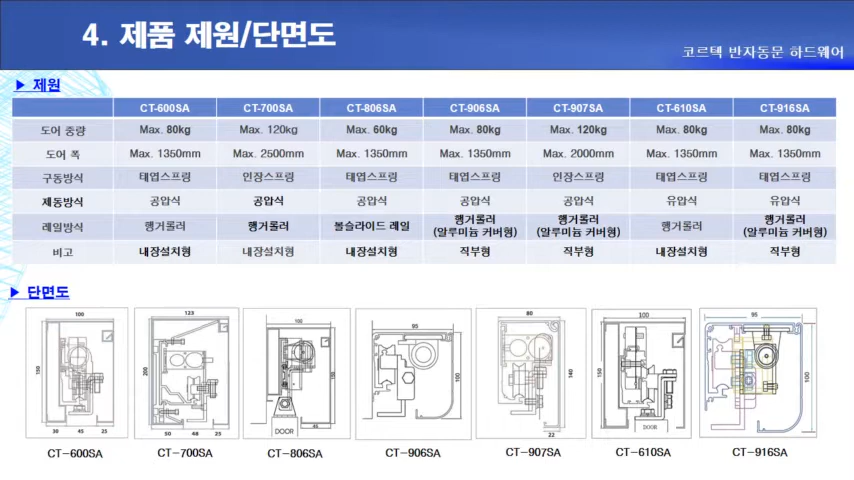 4. 제품 제원/단면도
코르텍 반자동문 하드웨어
▶ 제원
CT-600SA CT-700SA CT-806SA CT-906SA CT-907SA CT-610SA CT-916SA
도어 중량 Max. 80kg Max. 120kg Max. 60kg Max. 80kg Max. 120kg Max. 80kg Max. 80kg
도어 폭 Max. 1350mm Max. 2500mm Max. 1350mm Max. 1350mm Max. 2000mm Max. 1350mm Max. 1350mm
구동방식 태엽스프링 인장스프링 태엽스프링 태엽스프링 인장스프링 태엽스프링 태엽스프링
제동방식 공압식 공압식 공압식 공압식 공압식 유압식 유압식
레일방식 행거롤러 행거롤러 볼슬라이드 레일 행거롤러 (알루미늄 커버형) 행거롤러 (알루미늄 커버형) 행거롤러 행거롤러 (알루미늄 커버형)
비고 내장설치형 내장설치형 내장설치형 직부형 직부형 내장설치형 직부형
▶ 단면도
100 123 100 95 80 100 95
200 100 140 150 100
30 45 25 50 48 25 DOOR 22 DOOR
CT-600SA CT-700SA CT-806SA CT-906SA CT-907SA CT-610SA CT-916SA